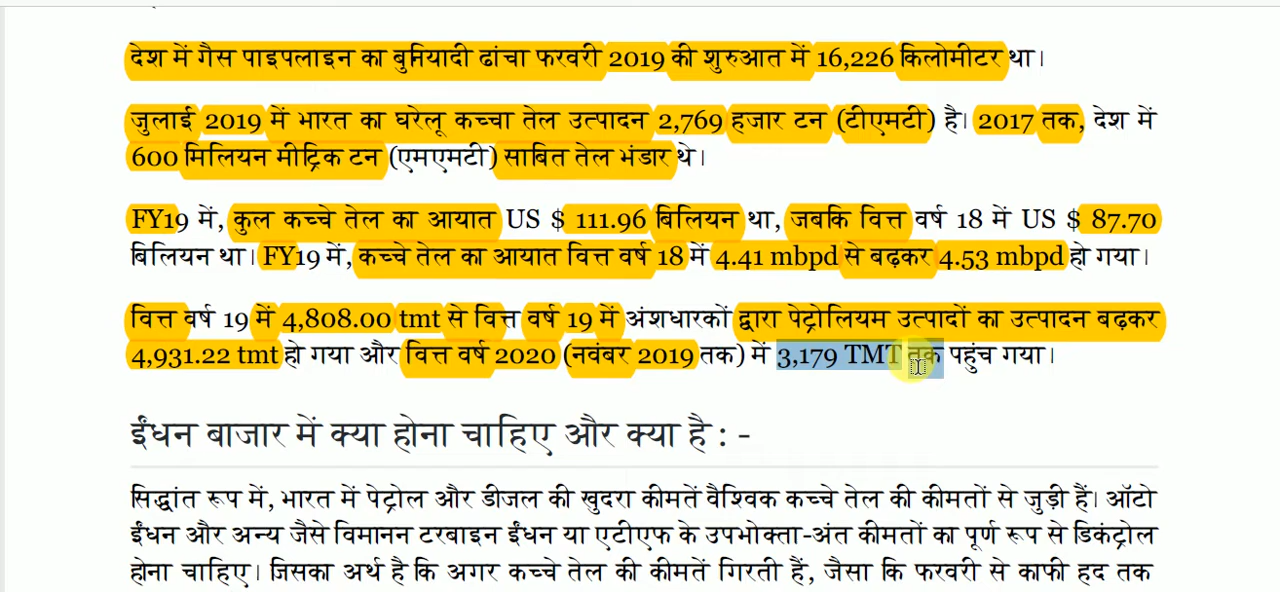 देश में गैस पाइपलाइन का बुनियादी ढांचा फरवरी 2019 की शुरुआत में 16,226 किलोमीटर था।
जुलाई 2019 में भारत का घरेलू कच्चा तेल उत्पादन 2,769 हजार टन (टीएमटी) है। 2017 तक, देश में
600 मिलियन मीट्रिक टन (एमएमटी) साबित तेल भंडार थे।
FY19 में, कुल कच्चे तेल का आयात US $ 111.96 बिलियन था, जबकि वित्त वर्ष 18 में US $ 87.70
बिलियन था। FY19 में, कच्चे तेल का आयात वित्त वर्ष 18 में 4.41 mbpd से बढ़कर 4.53 mbpd हो गया।
वित्त वर्ष 19 में 4,808.00 tmt से वित्त वर्ष 19 में अंशधारकों द्वारा पेट्रोलियम उत्पादों का उत्पादन बढ़कर
4,931.22 tmt हो गया और वित्त वर्ष 2020 (नवंबर 2019 तक) में 3,179 TMT तक पहुंच गया।
ईंधन बाजार में क्या होना चाहिए और क्या है : -
सिद्धांत रूप में, भारत में पेट्रोल और डीजल की खुदरा कीमतें वैश्विक कच्चे तेल की कीमतों से जुड़ी हैं। ऑटो
ईंधन और अन्य जैसे विमानन टरबाइन ईंधन या एटीएफ के उपभोक्ता-अंत कीमतों का पूर्ण रूप से डिकंट्रोल
होना चाहिए। जिसका अर्थ है कि अगर कच्चे तेल की कीमतें गिरती हैं, जैसा कि फरवरी से काफी हद तक